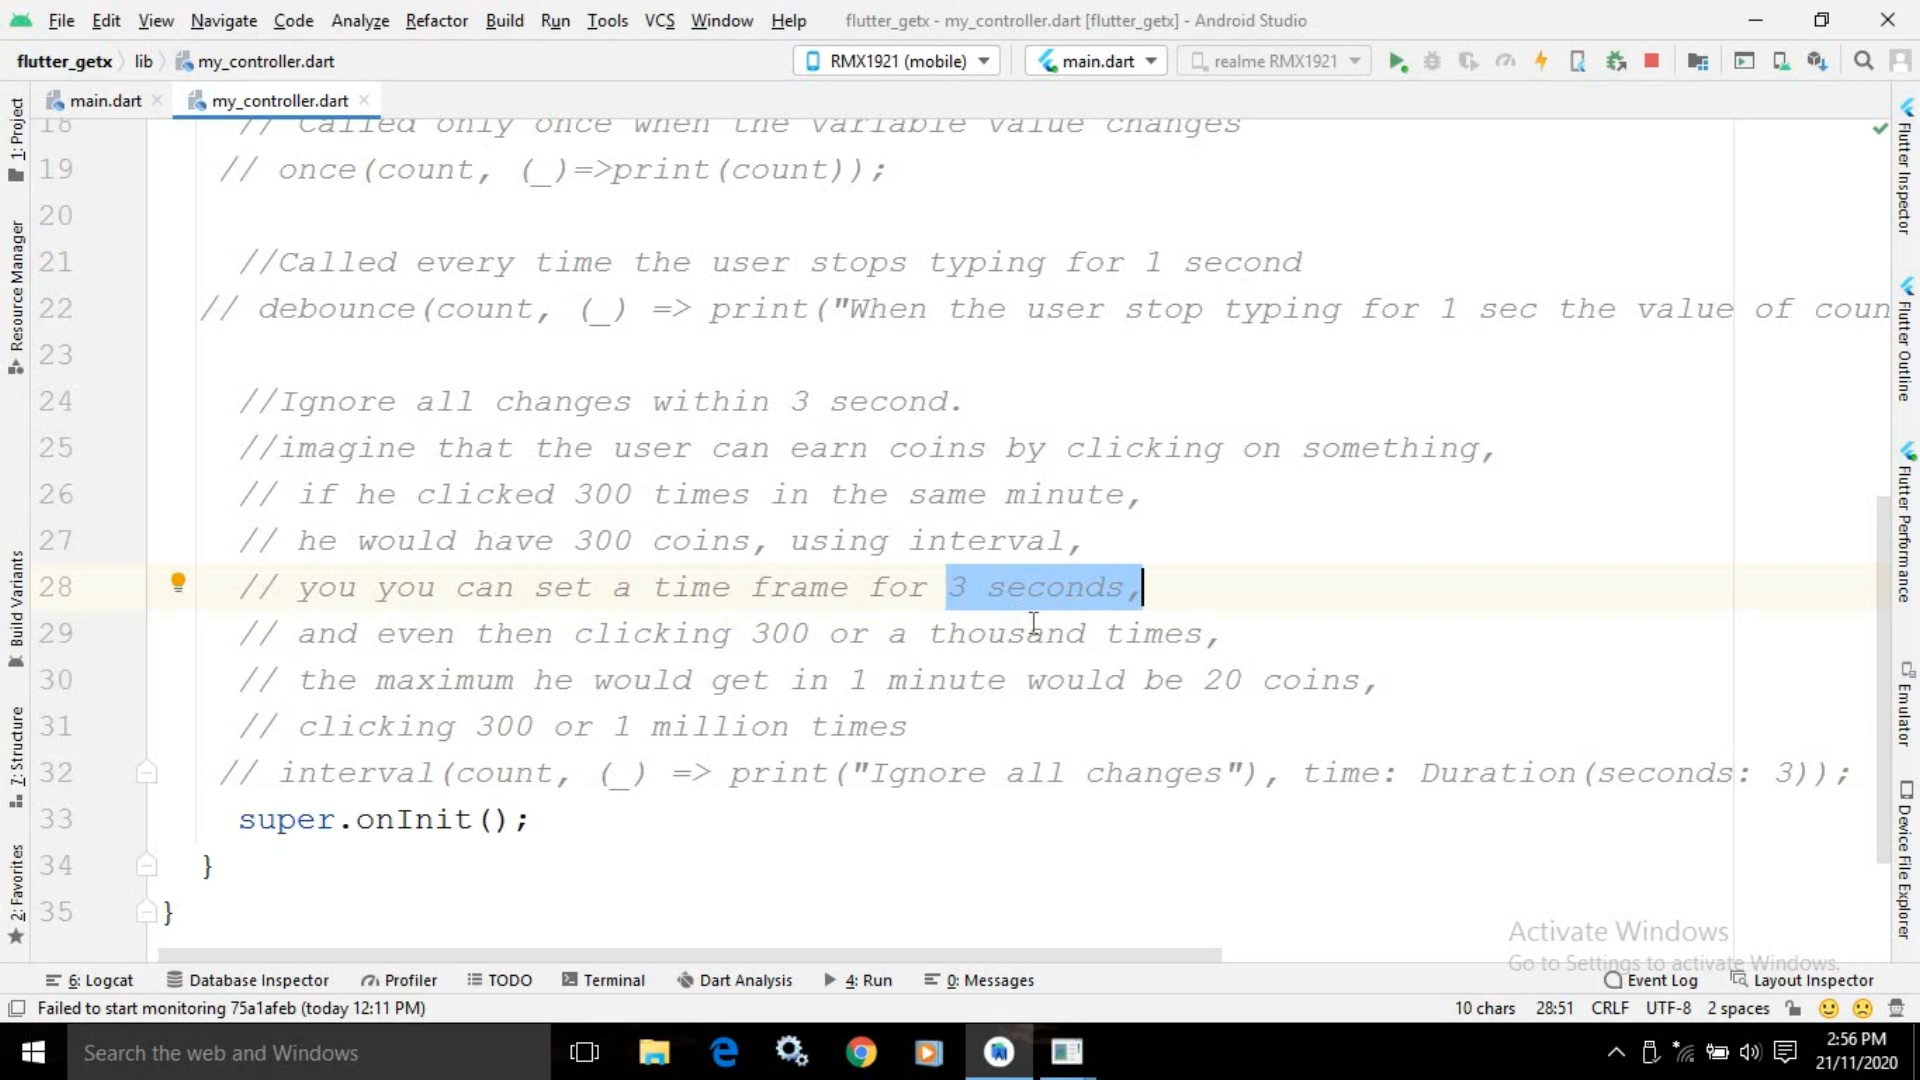 File Edit View Navigate Code Analyze Refactor Build Run Tools VCS Window Help flutter_getx - my_controller.dart [flutter_getx] - Android Studio
flutter_getx lib my_controller.dart RMX1921 (mobile) main.dart realme RMX1921
main.dart my_controller.dart
1: Project
Resource Manager
Build Variants
7: Structure
2: Favorites
18 // Called only once when the variable value changes
19 // once(count, (_)=>print(count));
20
21 //Called every time the user stops typing for 1 second
22 // debounce(count, (_) => print("When the user stop typing for 1 sec the value of coun
23
24 //Ignore all changes within 3 second.
25 //imagine that the user can earn coins by clicking on something,
26 // if he clicked 300 times in the same minute,
27 // he would have 300 coins, using interval,
28 // you you can set a time frame for 3 seconds,
29 // and even then clicking 300 or a thousand times,
30 // the maximum he would get in 1 minute would be 20 coins,
31 // clicking 300 or 1 million times
32 // interval(count, (_) => print("Ignore all changes"), time: Duration(seconds: 3));
33 super.onInit();
34 }
35 }
Flutter Inspector
Flutter Outline
Flutter Performance
Emulator
Device File Explorer
Activate Windows
Go to Settings to activate Windows.
6: Logcat Database Inspector Profiler TODO Terminal Dart Analysis 4: Run 0: Messages Event Log Layout Inspector
Failed to start monitoring 75a1afeb (today 12:11 PM) 10 chars 28:51 CRLF UTF-8 2 spaces
Search the web and Windows
2:56 PM
21/11/2020